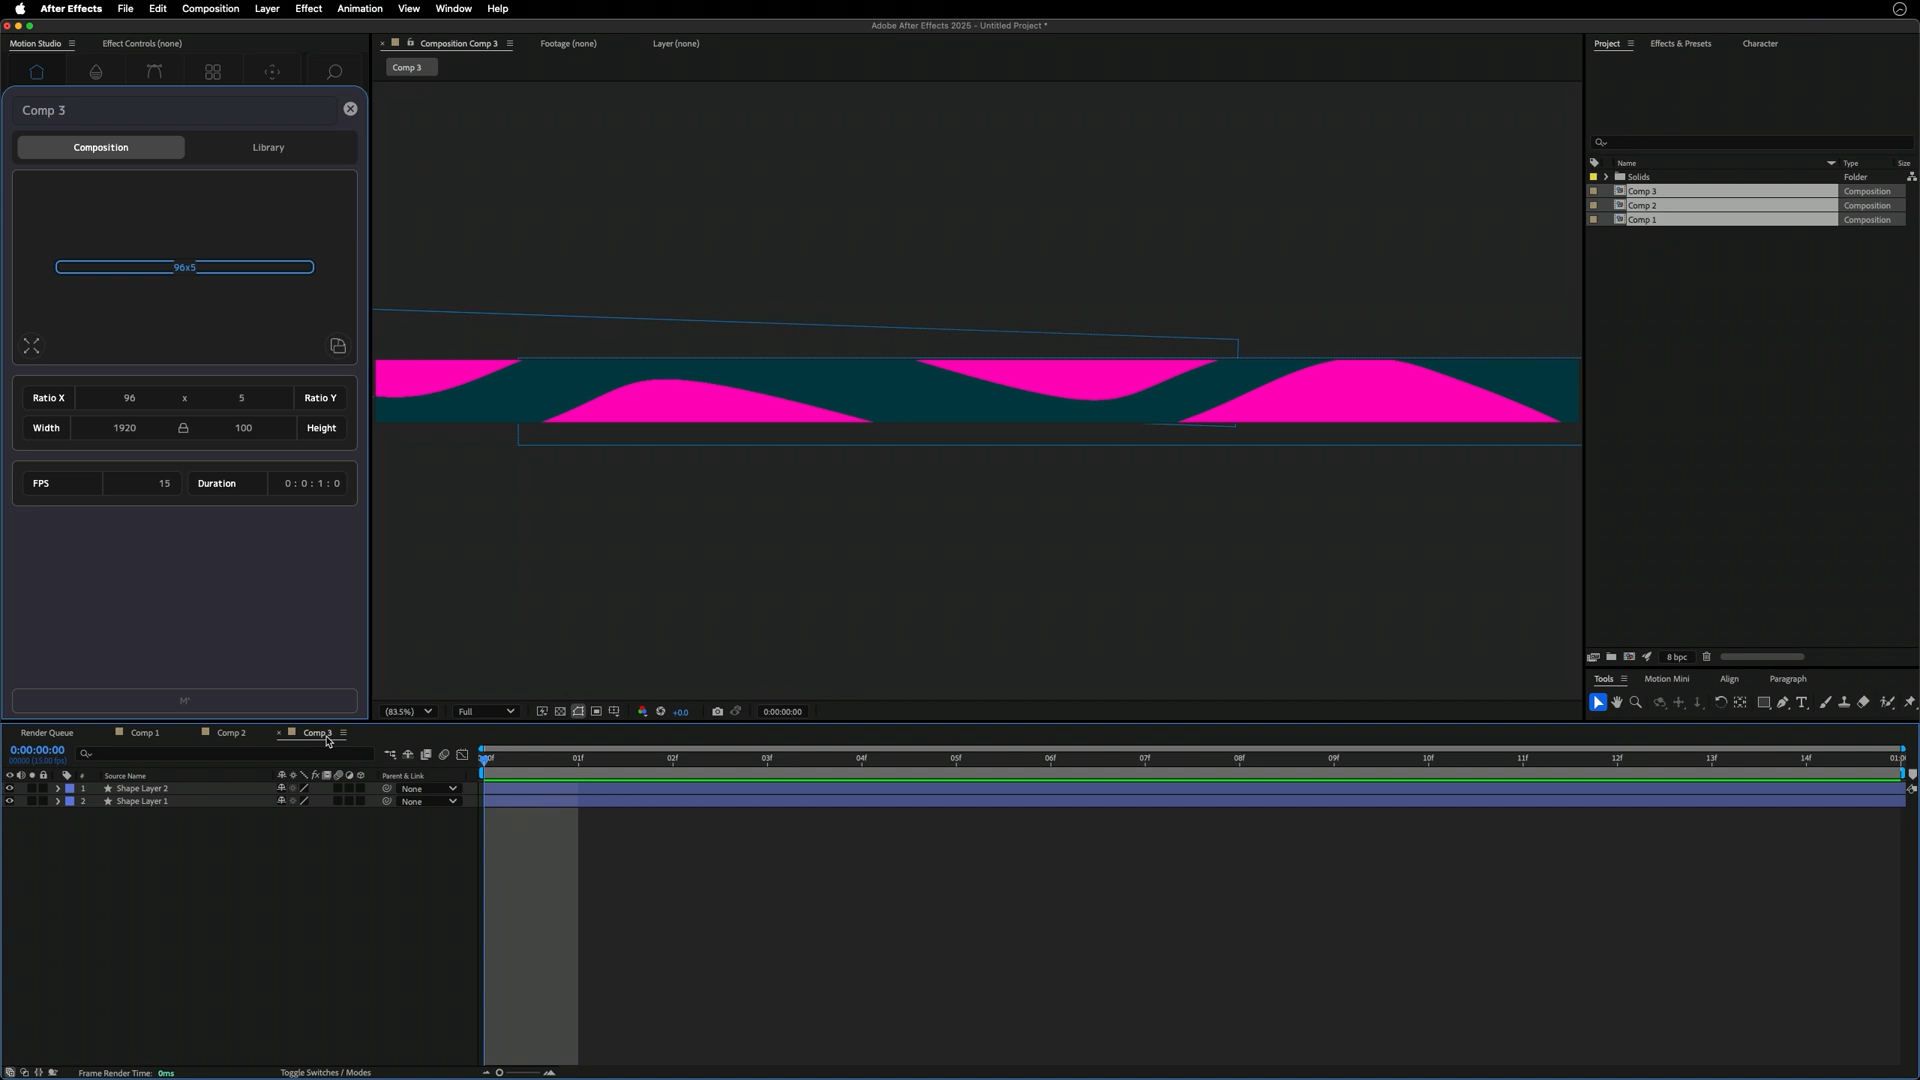 After Effects File Edit Composition Layer Effect Animation View Window Help
Adobe After Effects 2025 - Untitled Project *
Motion Studio Effect Controls (none)
Composition Comp 3 Footage (none) Layer (none)
Project Effects & Presets Character
Comp 3
Comp 3
Composition Library
Name Type Size
Solids Folder
Comp 3 Composition
Comp 2 Composition
Comp 1 Composition
96x5
Ratio X 96 x 5 Ratio Y
Width 1920 100 Height
FPS 15 Duration 0:0:1:0
8 bpc
Tools Motion Mini Align Paragraph
(83.5%) Full +0.0 0:00:00:00
Render Queue Comp 1 Comp 2 Comp 3
0:00:00:00
00000 (15.00 fps)
01f 02f 03f 04f 05f 06f 07f 08f 09f 10f 11f 12f 13f 14f
# Source Name Parent & Link
1 Shape Layer 2 None
2 Shape Layer 1 None
Frame Render Time: 0ms Toggle Switches / Modes